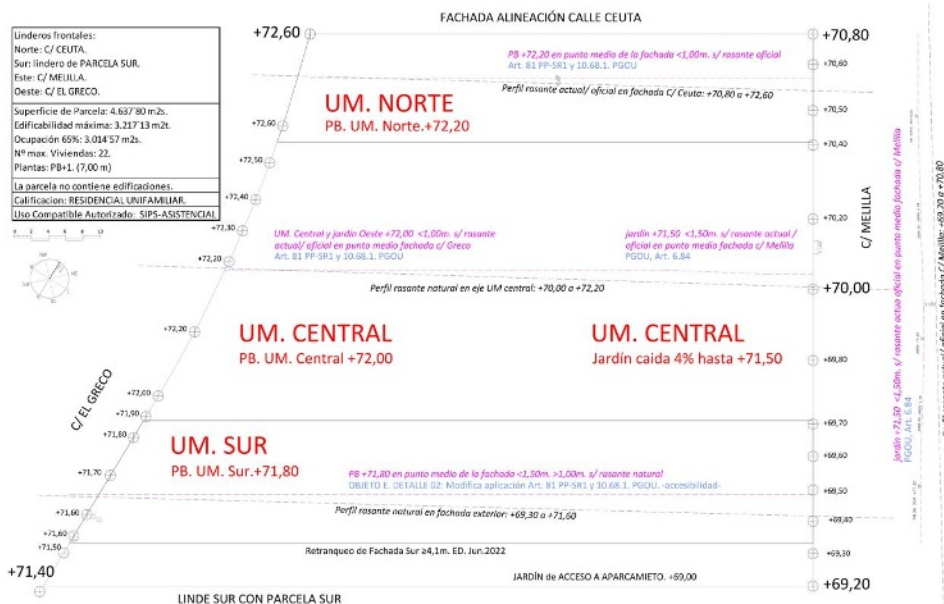 FACHADA ALINEACIÓN CALLE CEUTA
Linderos frontales:
Norte: C/ CEUTA.
Sur: lindero de PARCELA SUR.
Este: C/ MELILLA.
Oeste: C/ EL GRECO.
Superficie de Parcela: 4.637'80 m2s.
Edificabilidad máxima: 3.217'13 m2t.
Ocupación 65%: 3.014'57 m2s.
Nº max. Viviendas: 22.
Plantas: PB+1. (7,00 m)
La parcela no contiene edificaciones.
Calificacion: RESIDENCIAL UNIFAMILIAR.
Uso Compatible Autorizado: SIPS-ASISTENCIAL
+72,60
+70,80
PB +72,20 en punto medio de la fachada <1,00m. s/ rasante oficial
Art. 81 PP-SR1 y 10.68.1. PGOU
+70,60
Perfil rasante actual/ oficial en fachada C/ Ceuta: +70,80 a +72,60
UM. NORTE
PB. UM. Norte.+72,20
+70,50
+72,60
+70,40
+72,50
+72,40
+70,20
+72,30
UM. Central y jardin Oeste +72,00 <1,00m. s/ rasante
actual/ oficial en punto medio fachada c/ Greco
Art. 81 PP-SR1 y 10.68.1. PGOU
jardín +71,50 <1,50m. s/ rasante actual /
oficial en punto medio fachada c/ Melilla
PGOU, Art. 6.84
C/ MELILLA
+72,20
Perfil rasante natural en eje UM central: +70,00 a +72,20
+70,00
+72,20
UM. CENTRAL
PB. UM. Central +72,00
UM. CENTRAL
Jardín caida 4% hasta +71,50
+69,80
+72,00
C/ EL GRECO
+71,90
+69,70
+71,80
UM. SUR
PB. UM. Sur.+71,80
+69,60
+71,70
PB +71,80 en punto medio de la fachada <1,50m. >1,00m. s/ rasante natural
OBJETO E. DETALLE 02: Modifica aplicación Art. 81 PP-SR1 y 10.68.1. PGOU. -accesibilidad-
+69,50
Perfil rasante natural en fachada exterior: +69,30 a +71,60
+71,60
+69,40
+71,60
+71,50
Retranqueo de Fachada Sur ≥4,1m. ED. Jun.2022
+69,30
+71,40
JARDÍN de ACCESO A APARCAMIETO. +69,00
+69,20
LINDE SUR CON PARCELA SUR
jardín +71,50 <1,50m. s/ rasante actua oficial en punto medio fachada c/ Melilla
PGOU, Art. 6.84
oficial en fachada C/ Melilla: +69,20 a +70,80